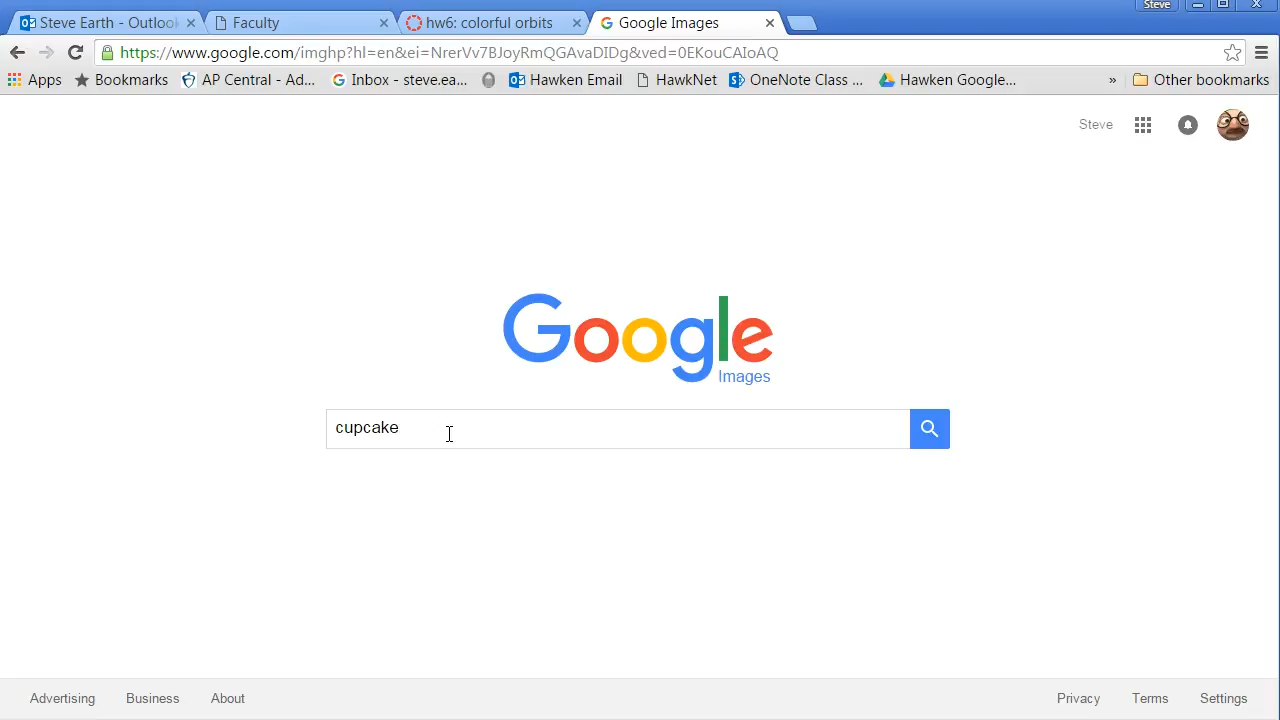 Steve
Steve Earth - Outlook
Faculty
hw6: colorful orbits
Google Images
https://www.google.com/imghp?hl=en&ei=NrerVv7BJoyRmQGAvaDIDg&ved=0EKouCAIoAQ
Apps
Bookmarks
AP Central - Ad...
Inbox - steve.e...
Hawken Email
HawkNet
OneNote Class ...
Hawken Google...
»
Other bookmarks
Steve
Google
Images
cupcake
Advertising
Business
About
Privacy
Terms
Settings